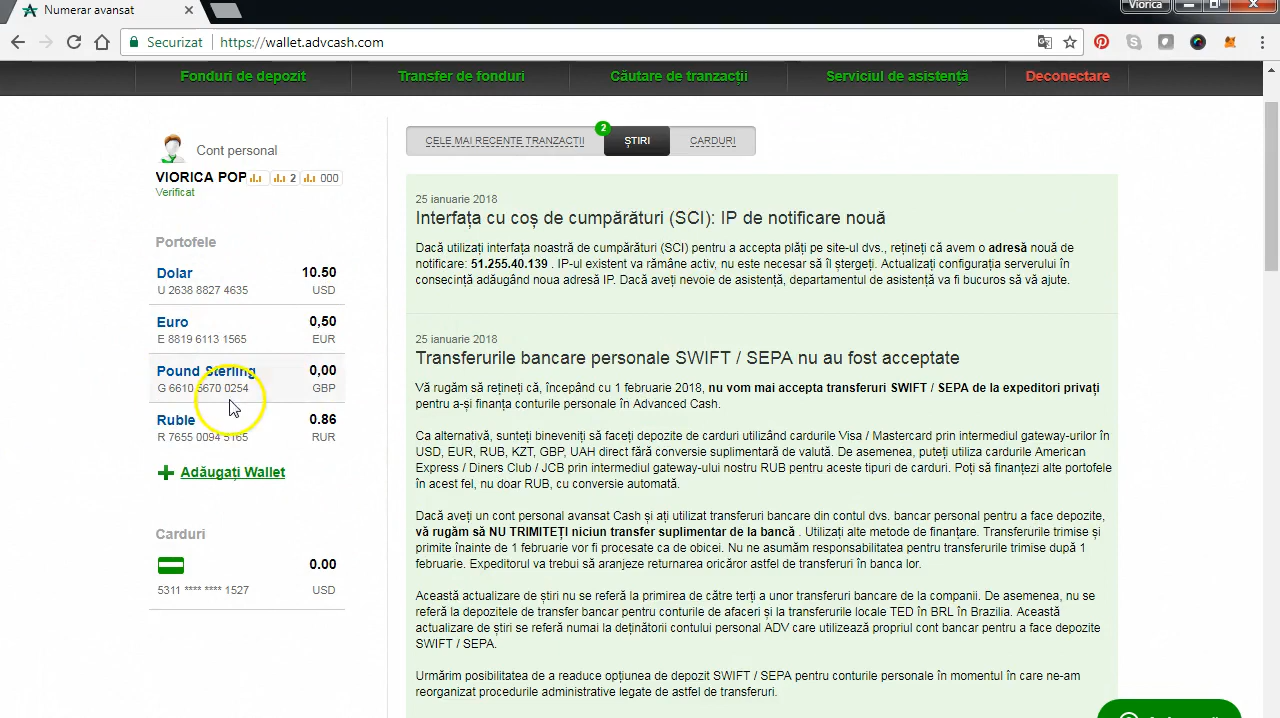 Numerar avansat
Viorica
Securizat
https://wallet.advcash.com
Fonduri de depozit
Transfer de fonduri
Căutare de tranzacții
Serviciul de asistență
Deconectare
Cont personal
VIORICA POP
2
000
Verificat
Portofele
Dolar 10.50
U 2638 8827 4635 USD
Euro 0,50
E 8819 6113 1565 EUR
Pound Sterling 0,00
G 6610 5670 0254 GBP
Ruble 0.86
R 7655 0094 5165 RUR
Adăugați Wallet
Carduri
0.00
5311 **** **** 1527 USD
CELE MAI RECENTE TRANZACȚII
2
ȘTIRI
CARDURI
25 ianuarie 2018
Interfața cu coș de cumpărături (SCI): IP de notificare nouă
Dacă utilizați interfața noastră de cumpărături (SCI) pentru a accepta plăți pe site-ul dvs., rețineți că avem o adresă nouă de
notificare: 51.255.40.139 . IP-ul existent va rămâne activ, nu este necesar să îl ștergeți. Actualizați configurația serverului în
consecință adăugând noua adresă IP. Dacă aveți nevoie de asistență, departamentul de asistență va fi bucuros să vă ajute.
25 ianuarie 2018
Transferurile bancare personale SWIFT / SEPA nu au fost acceptate
Vă rugăm să rețineți că, începând cu 1 februarie 2018, nu vom mai accepta transferuri SWIFT / SEPA de la expeditori privați
pentru a-și finanța conturile personale în Advanced Cash.
Ca alternativă, sunteți bineveniți să faceți depozite de carduri utilizând cardurile Visa / Mastercard prin intermediul gateway-urilor în
USD, EUR, RUB, KZT, GBP, UAH direct fără conversie suplimentară de valută. De asemenea, puteți utiliza cardurile American
Express / Diners Club / JCB prin intermediul gateway-ului nostru RUB pentru aceste tipuri de carduri. Poți să finanțezi alte portofele
în acest fel, nu doar RUB, cu conversie automată.
Dacă aveți un cont personal avansat Cash și ați utilizat transferuri bancare din contul dvs. bancar personal pentru a face depozite,
vă rugăm să NU TRIMITEȚI niciun transfer suplimentar de la bancă . Utilizați alte metode de finanțare. Transferurile trimise și
primite înainte de 1 februarie vor fi procesate ca de obicei. Nu ne asumăm responsabilitatea pentru transferurile trimise după 1
februarie. Expeditorul va trebui să aranjeze returnarea oricăror astfel de transferuri în banca lor.
Această actualizare de știri nu se referă la primirea de către terți a unor transferuri bancare de la companii. De asemenea, nu se
referă la depozitele de transfer bancar pentru conturile de afaceri și la transferurile locale TED în BRL în Brazilia. Această
actualizare de știri se referă numai la deținătorii contului personal ADV care utilizează propriul cont bancar pentru a face depozite
SWIFT / SEPA.
Urmărim posibilitatea de a readuce opțiunea de depozit SWIFT / SEPA pentru conturile personale în momentul în care ne-am
reorganizat procedurile administrative legate de astfel de transferuri.